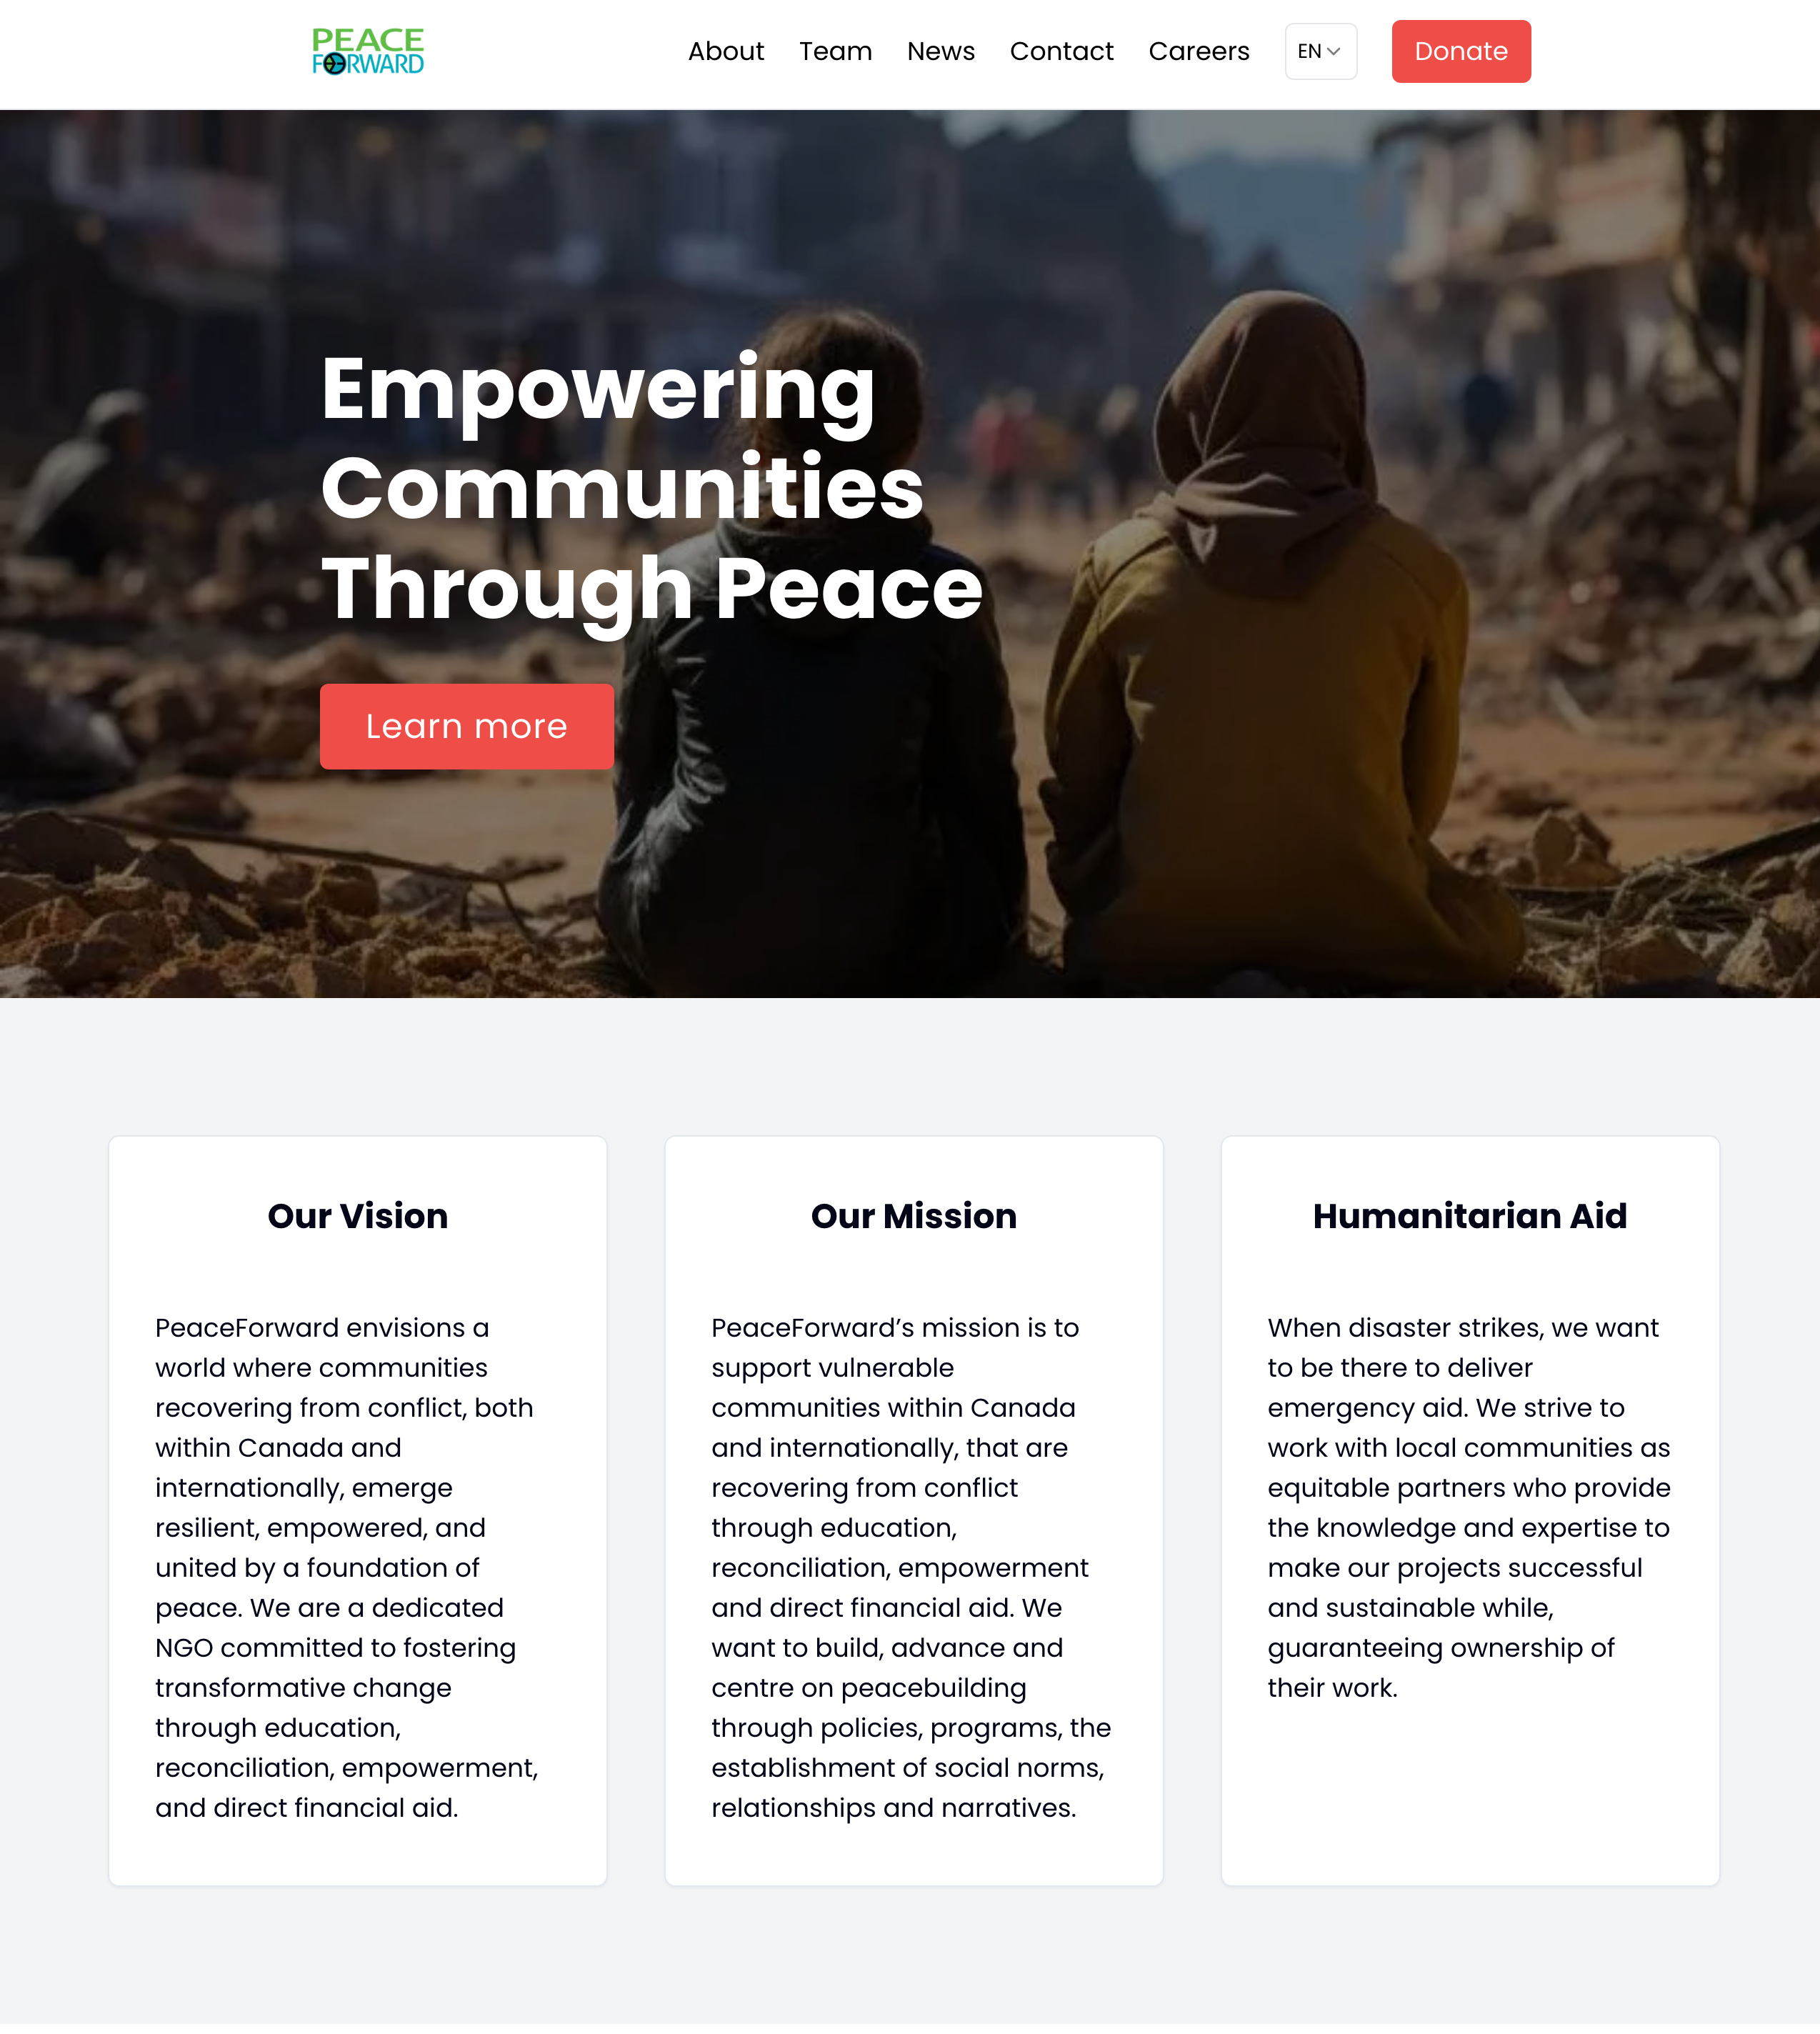 PEACE
FORWARD
About Team News Contact Careers EN Donate
Empowering
Communities
Through Peace
Learn more
Our Vision
PeaceForward envisions a
world where communities
recovering from conflict, both
within Canada and
internationally, emerge
resilient, empowered, and
united by a foundation of
peace. We are a dedicated
NGO committed to fostering
transformative change
through education,
reconciliation, empowerment,
and direct financial aid.
Our Mission
PeaceForward’s mission is to
support vulnerable
communities within Canada
and internationally, that are
recovering from conflict
through education,
reconciliation, empowerment
and direct financial aid. We
want to build, advance and
centre on peacebuilding
through policies, programs, the
establishment of social norms,
relationships and narratives.
Humanitarian Aid
When disaster strikes, we want
to be there to deliver
emergency aid. We strive to
work with local communities as
equitable partners who provide
the knowledge and expertise to
make our projects successful
and sustainable while,
guaranteeing ownership of
their work.